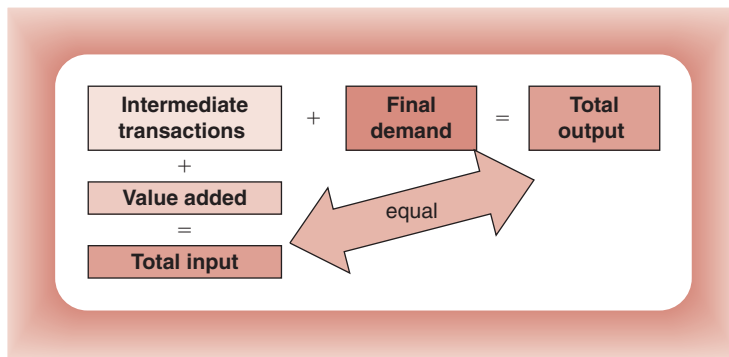 Intermediate
transactions
+
Final
demand
=
Total
output
+
Value added
=
Total input
equal